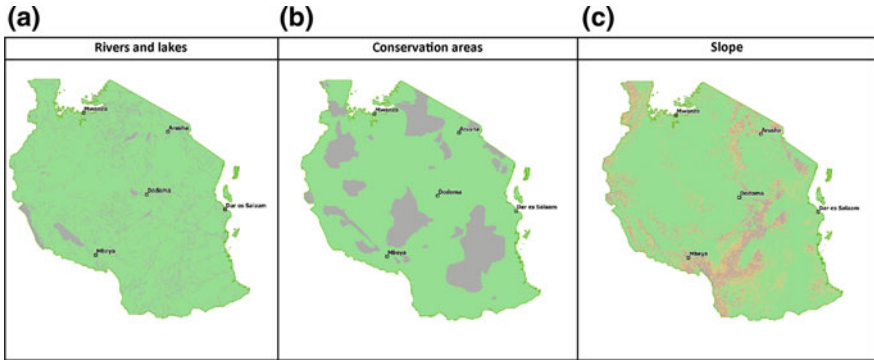 (a)
(b)
(c)
Rivers and lakes
Conservation areas
Slope
Mwanza
Arusha
Dodoma
Dar es Salaam
Mbeya
Mwanza
Arusha
Dodoma
Dar es Salaam
Mbeya
Mwanza
Arusha
Dodoma
Dar es Salaam
Mbeya